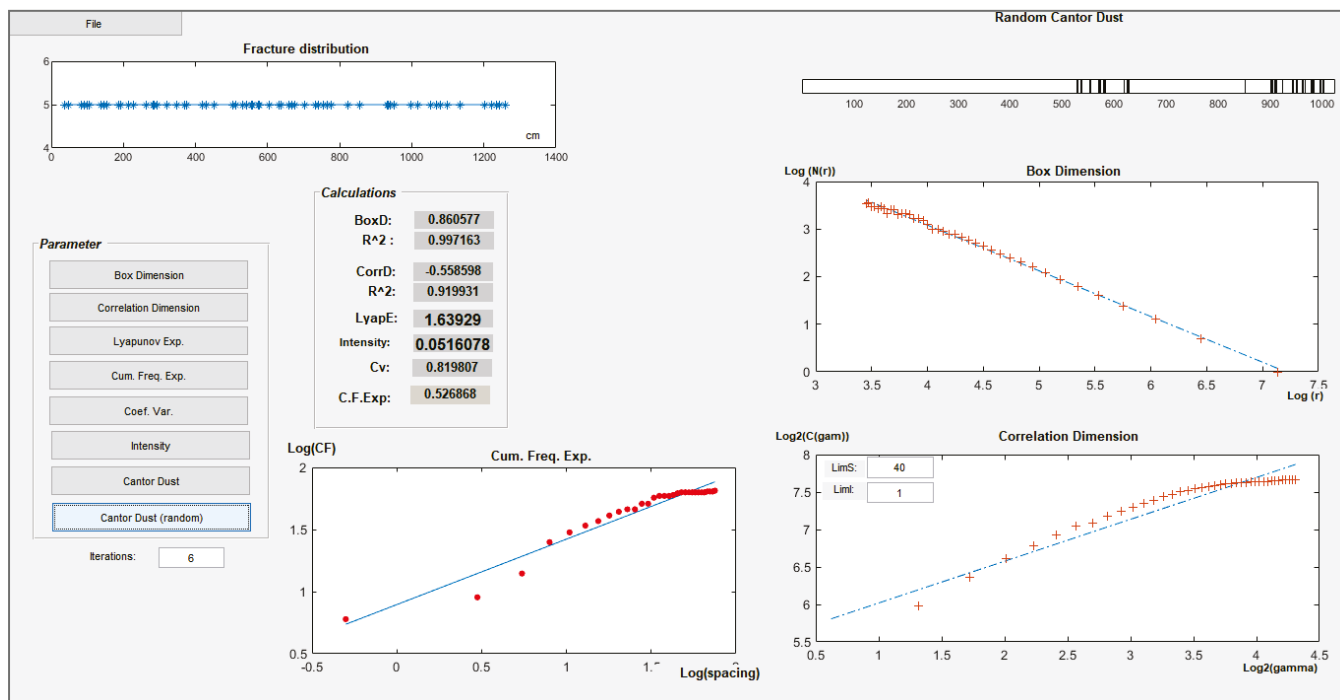 File
Fracture distribution
6
5
4
cm
0 200 400 600 800 1000 1200 1400
Random Cantor Dust
100 200 300 400 500 600 700 800 900 1000
Parameter
Box Dimension
Correlation Dimension
Lyapunov Exp.
Cum. Freq. Exp.
Coef. Var.
Intensity
Cantor Dust
Cantor Dust (random)
Iterations: 6
Calculations
BoxD: 0.860577
R^2 : 0.997163
CorrD: -0.558598
R^2: 0.919931
LyapE: 1.63929
Intensity: 0.0516078
Cv: 0.819807
C.F.Exp: 0.526868
Log (N(r))
Box Dimension
4
3
2
1
0
3 3.5 4 4.5 5 5.5 6 6.5 7 7.5
Log (r)
Log(CF)
Cum. Freq. Exp.
2
1.5
1
0.5
-0.5 0 0.5 1
Log(spacing)
Log2(C(gam))
Correlation Dimension
LimS: 40
LimI: 1
8
7.5
7
6.5
6
5.5
0.5 1 1.5 2 2.5 3 3.5 4 4.5
Log2(gamma)